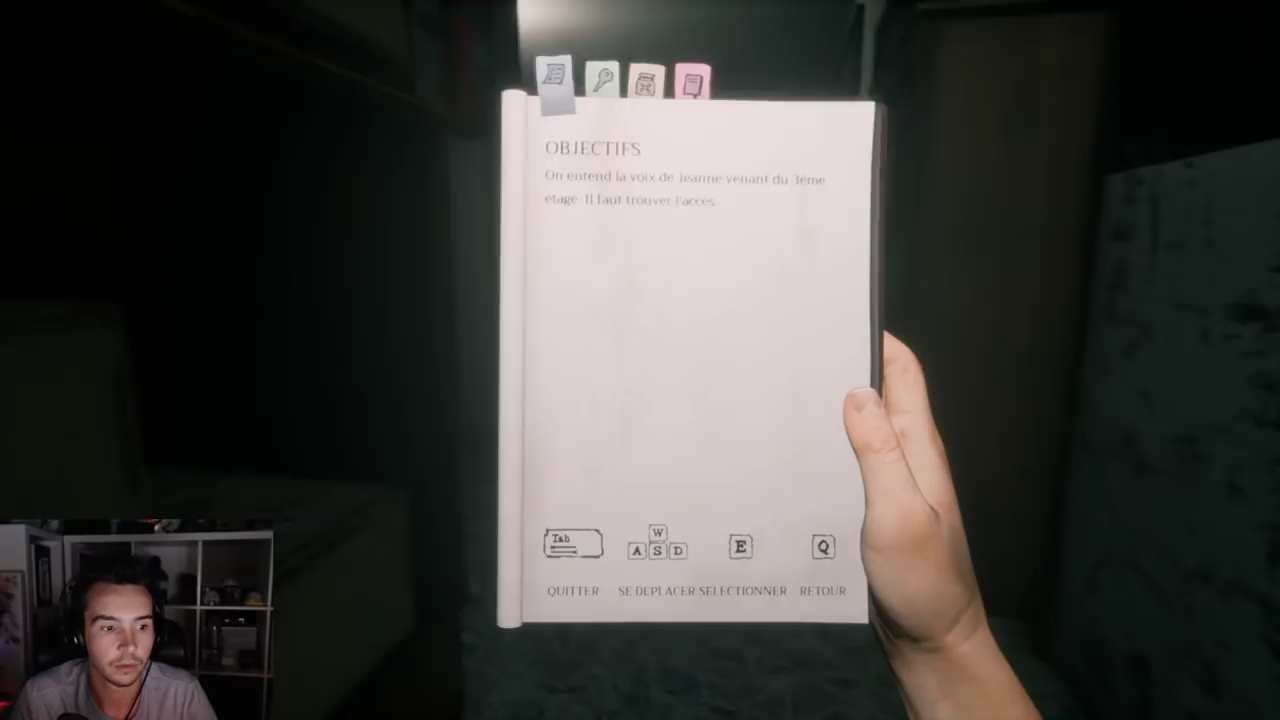 OBJECTIFS
On entend la voix de Jeanne venant du 3ème
etage. Il faut trouver l'accès.
Tab
W
A S D
E
Q
QUITTER SE DEPLACER SELECTIONNER RETOUR